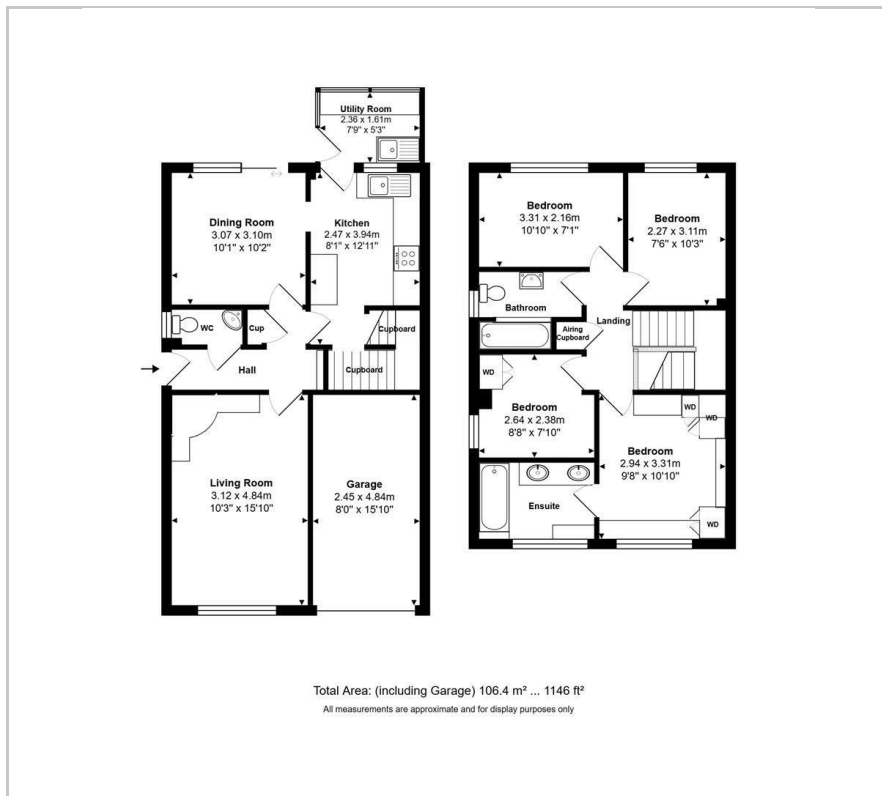 Utility Room
2.36 x 1.61m
7'9" x 5'3"
Dining Room
3.07 x 3.10m
10'1" x 10'2"
Kitchen
2.47 x 3.94m
8'1" x 12'11"
WC
Cup
Cupboard
Cupboard
Hall
Living Room
3.12 x 4.84m
10'3" x 15'10"
Garage
2.45 x 4.84m
8'0" x 15'10"
Bedroom
3.31 x 2.16m
10'10" x 7'1"
Bedroom
2.27 x 3.11m
7'6" x 10'3"
Bathroom
Landing
Airing
Cupboard
WD
Bedroom
2.64 x 2.38m
8'8" x 7'10"
WD
WD
Bedroom
2.94 x 3.31m
9'8" x 10'10"
Ensuite
WD
Total Area: (including Garage) 106.4 m² ... 1146 ft²
All measurements are approximate and for display purposes only